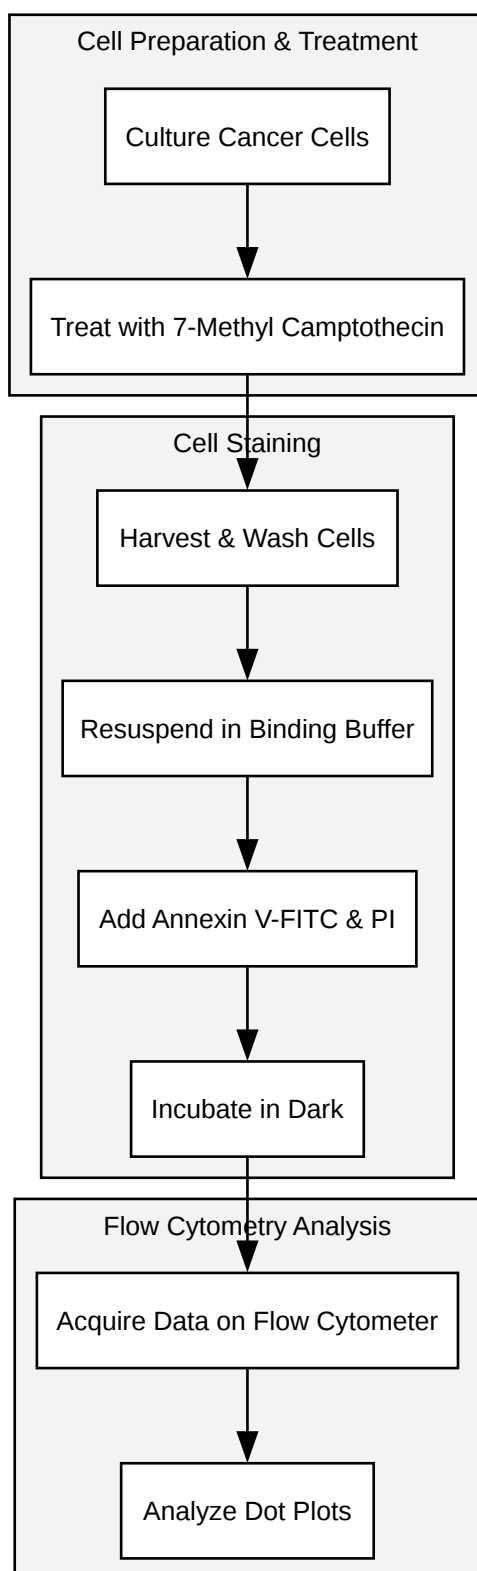 Cell Preparation & Treatment
Culture Cancer Cells
Treat with 7-Methyl Camptothecin
Cell Staining
Harvest & Wash Cells
Resuspend in Binding Buffer
Add Annexin V-FITC & PI
Incubate in Dark
Flow Cytometry Analysis
Acquire Data on Flow Cytometer
Analyze Dot Plots